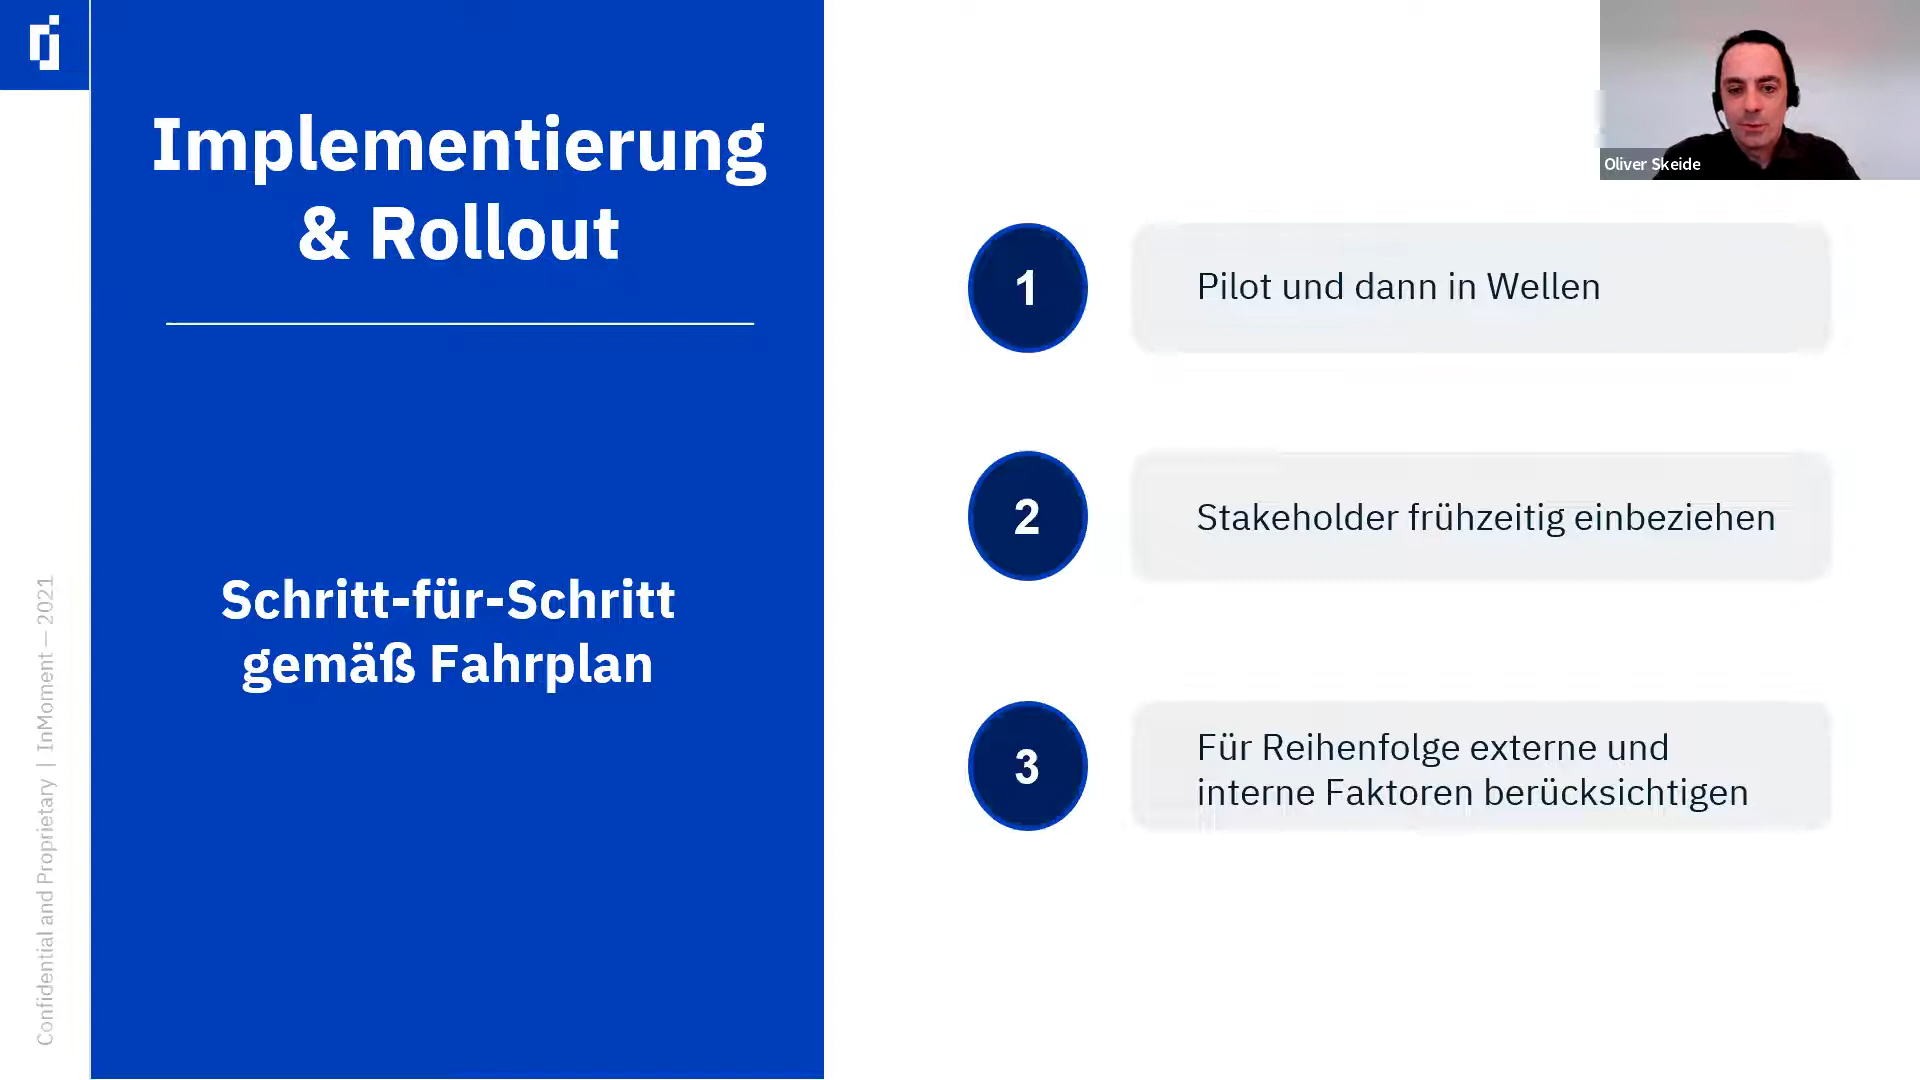 Implementierung
& Rollout
Schritt-für-Schritt
gemäß Fahrplan
1
Pilot und dann in Wellen
2
Stakeholder frühzeitig einbeziehen
3
Für Reihenfolge externe und
interne Faktoren berücksichtigen
Oliver Skeide
Confidential and Proprietary | InMoment — 2021